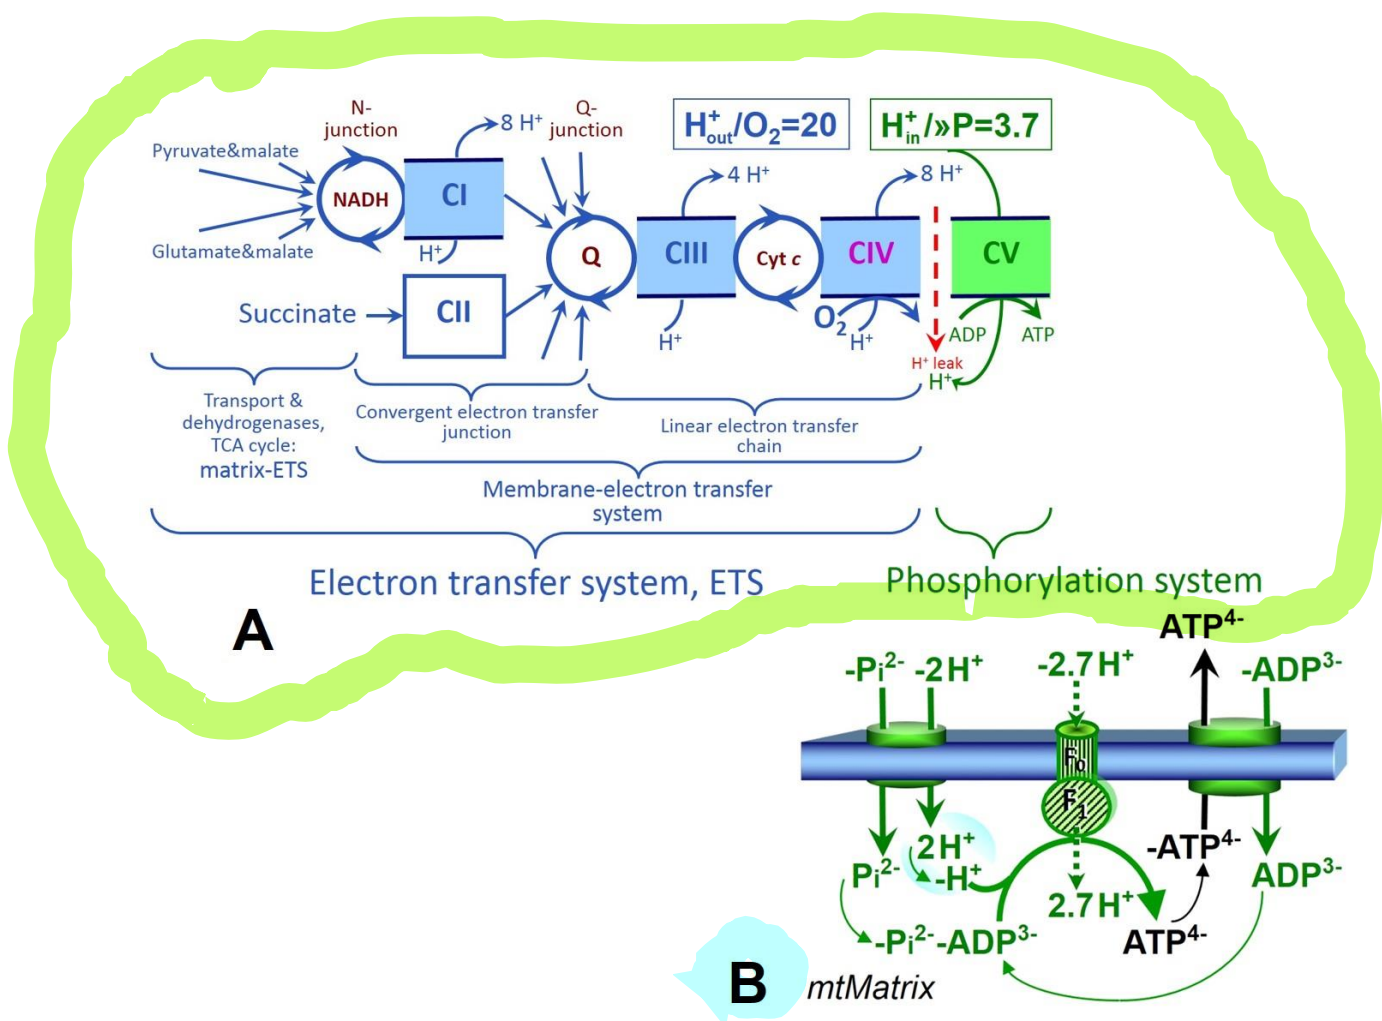 N-
junction
Q-
junction
8 H⁺
H⁺out/O₂=20
H⁺in/»P=3.7
Pyruvate&malate
NADH
CI
4 H⁺
8 H⁺
Glutamate&malate
H⁺
Q
CIII
Cyt c
CIV
CV
Succinate
CII
O₂
H⁺
H⁺
ADP
ATP
H⁺ leak
H⁺
Transport &
dehydrogenases,
TCA cycle:
matrix-ETS
Convergent electron transfer
junction
Linear electron transfer
chain
Membrane-electron transfer
system
Electron transfer system, ETS
Phosphorylation system
A
ATP⁴⁻
-Pi²⁻ -2H⁺
-2.7H⁺
-ADP³⁻
F₀
F₁
2H⁺
-ATP⁴⁻
Pi²⁻
-H⁺
ADP³⁻
2.7H⁺
-Pi²⁻-ADP³⁻
ATP⁴⁻
B
mtMatrix